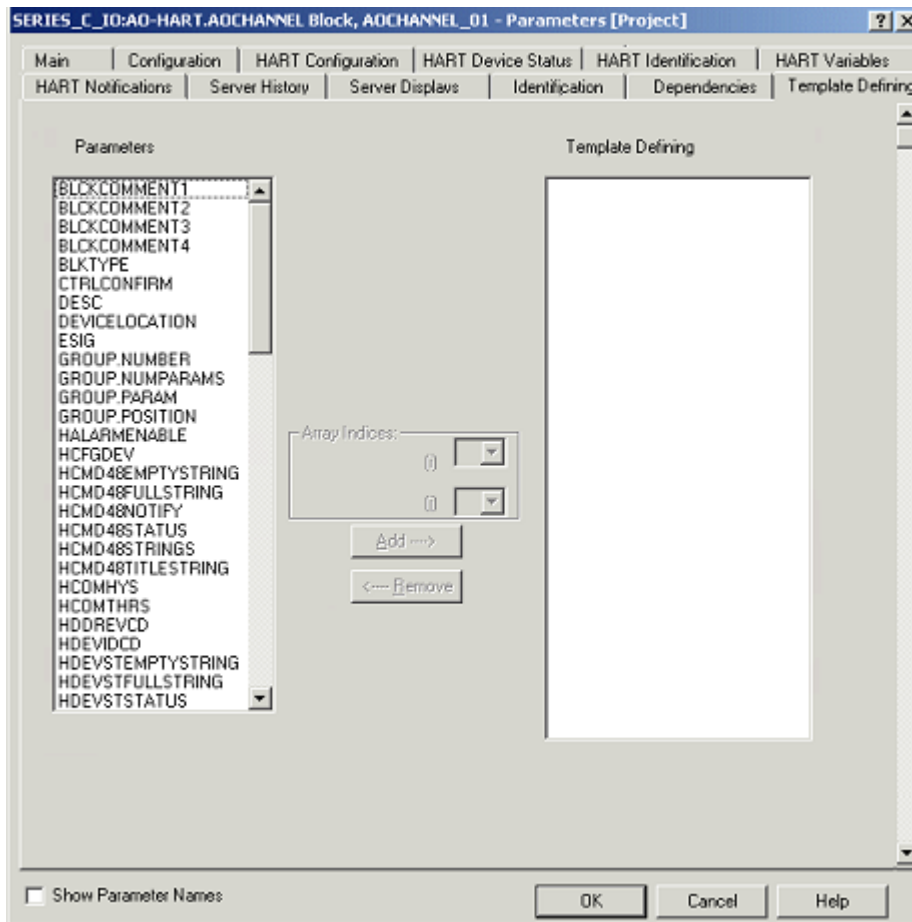 SERIES_C_IO:AO-HART.AOCHANNEL Block, AOCHANNEL_01 - Parameters [Project]
Main Configuration HART Configuration HART Device Status HART Identification HART Variables
HART Notifications Server History Server Displays Identification Dependencies Template Defining
Parameters Template Defining
BLCKCOMMENT1
BLCKCOMMENT2
BLCKCOMMENT3
BLCKCOMMENT4
BLKTYPE
CTRLCONFIRM
DESC
DEVICELOCATION
ESIG
GROUP.NUMBER
GROUP.NUMPARAMS
GROUP.PARAM
GROUP.POSITION
HALARMENABLE
HCFGDEV
HCMD48EMPTYSTRING
HCMD48FULLSTRING
HCMD48NOTIFY
HCMD48STATUS
HCMD48STRINGS
HCMD48TITLESTRING
HCOMHYS
HCOMTHRS
HDDREVCD
HDEVIDCD
HDEVSTEMPTYSTRING
HDEVSTFULLSTRING
HDEVSTSTATUS
Array Indices:
(i)
(j)
Add ---->
<---- Remove
Show Parameter Names
OK Cancel Help